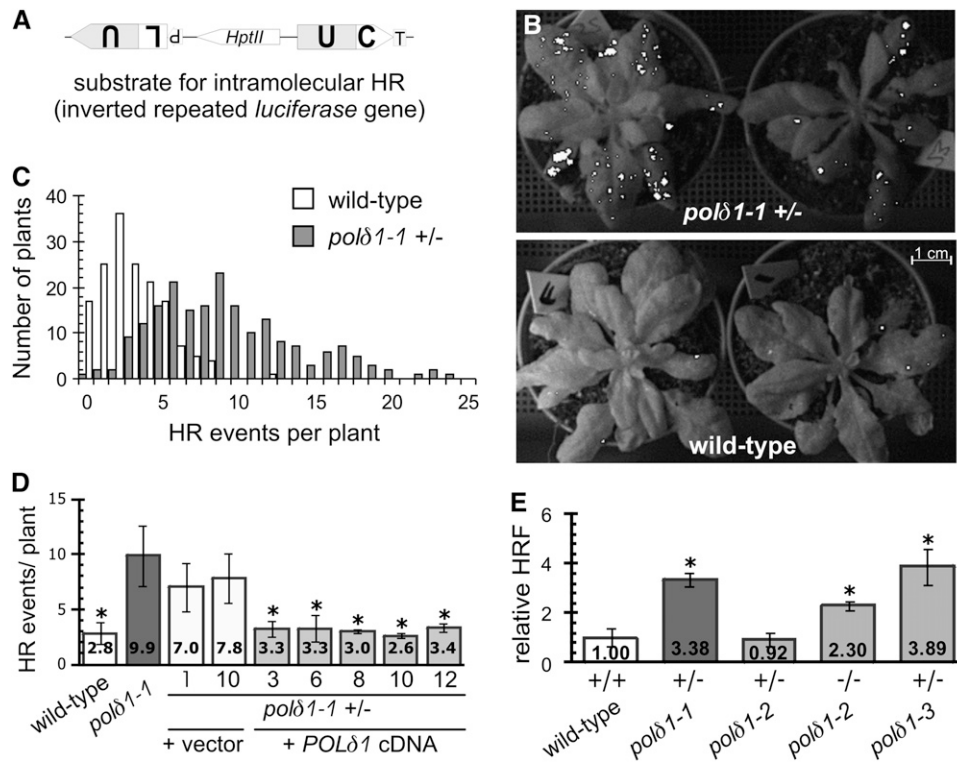 A
U L P HptII U C T
substrate for intramolecular HR
(inverted repeated luciferase gene)
B
polδ1-1 +/-
1 cm
wild-type
C
Number of plants
40
30
20
10
0
wild-type
polδ1-1 +/-
0 5 10 15 20 25
HR events per plant
D
HR events/ plant
15
10
5
0
* * * * * *
2.8 9.9 7.0 7.8 3.3 3.3 3.0 2.6 3.4
wild-type polδ1-1 1 10 3 6 8 10 12
polδ1-1 +/-
+ vector + POLδ1 cDNA
E
relative HRF
6
4
2
0
* * *
1.00 3.38 0.92 2.30 3.89
+/+ +/- +/- -/- +/-
wild-type polδ1-1 polδ1-2 polδ1-2 polδ1-3